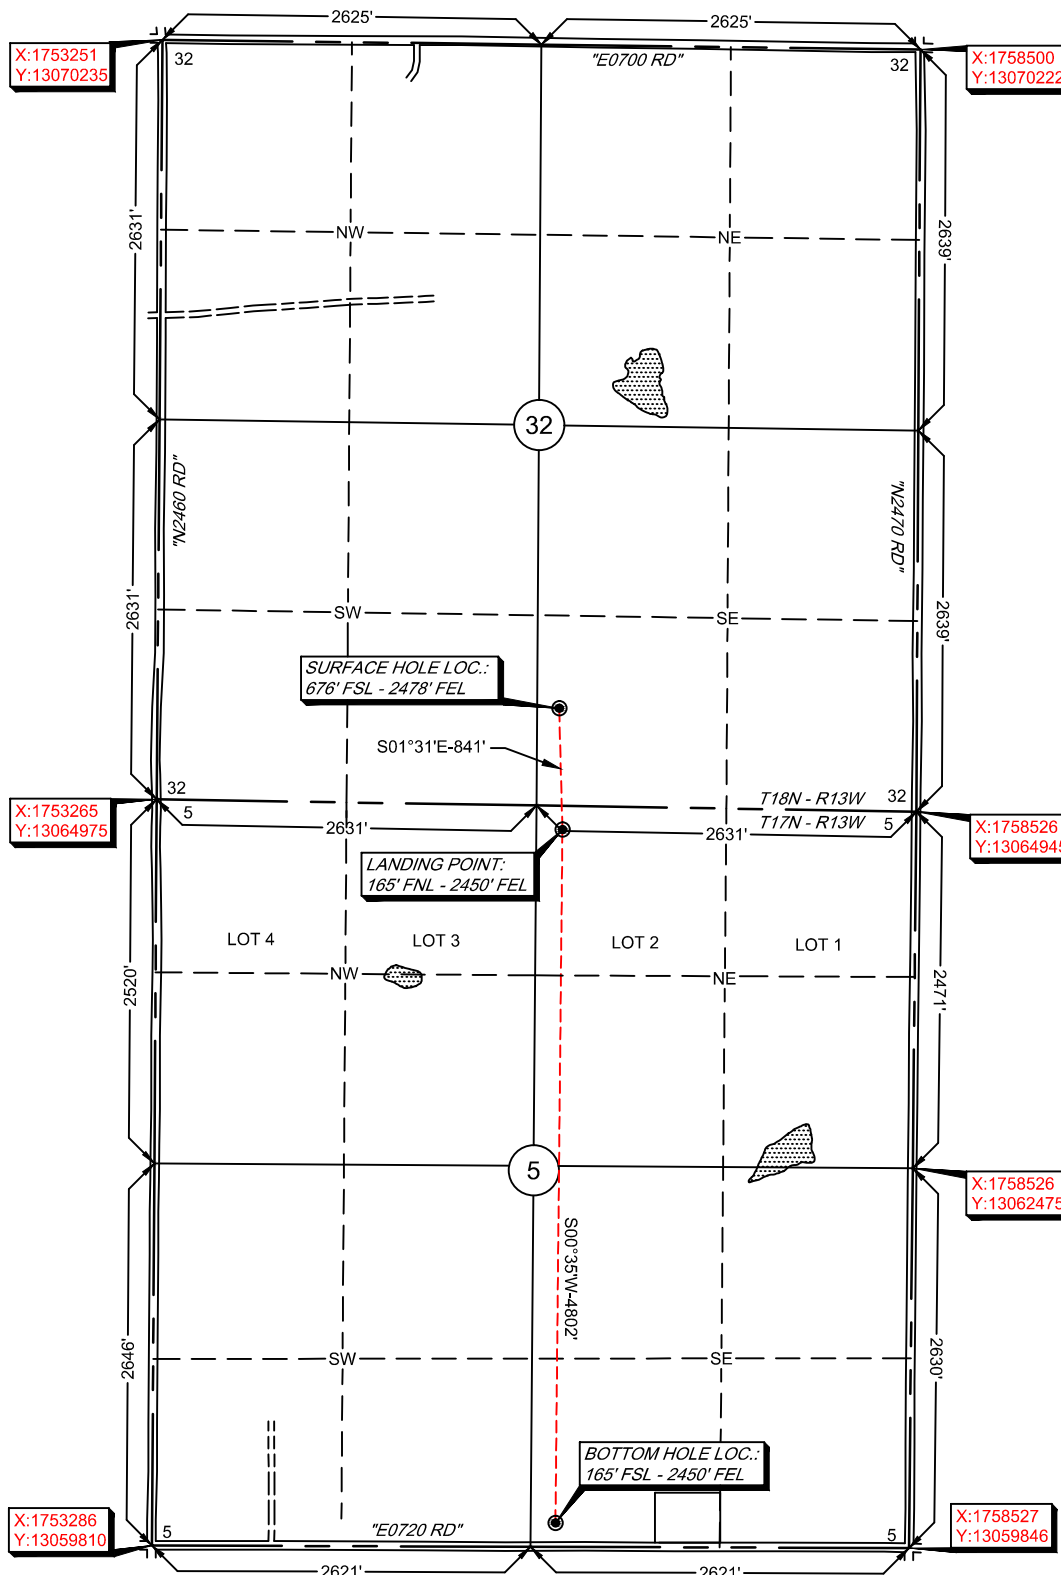 2625'
2625'
X:1753251
Y:13070235
32
"E0700 RD"
32
X:1758500
Y:13070222
2631'
NW
NE
2639'
32
"N2460 RD"
"N2470 RD"
2631'
SW
SE
2639'
SURFACE HOLE LOC.:
676' FSL - 2478' FEL
S01°31'E-841'
32
T18N - R13W
32
X:1753265
Y:13064975
5
2631'
2631'
T17N - R13W
5
X:1758526
Y:13064945
LANDING POINT:
165' FNL - 2450' FEL
LOT 4
LOT 3
LOT 2
LOT 1
2520'
NW
NE
2471'
5
X:1758526
Y:13062475
S00°35'W-4802'
2646'
SW
SE
2630'
BOTTOM HOLE LOC.:
165' FSL - 2450' FEL
X:1753286
Y:13059810
5
"E0720 RD"
5
X:1758527
Y:13059846
2621'
2621'